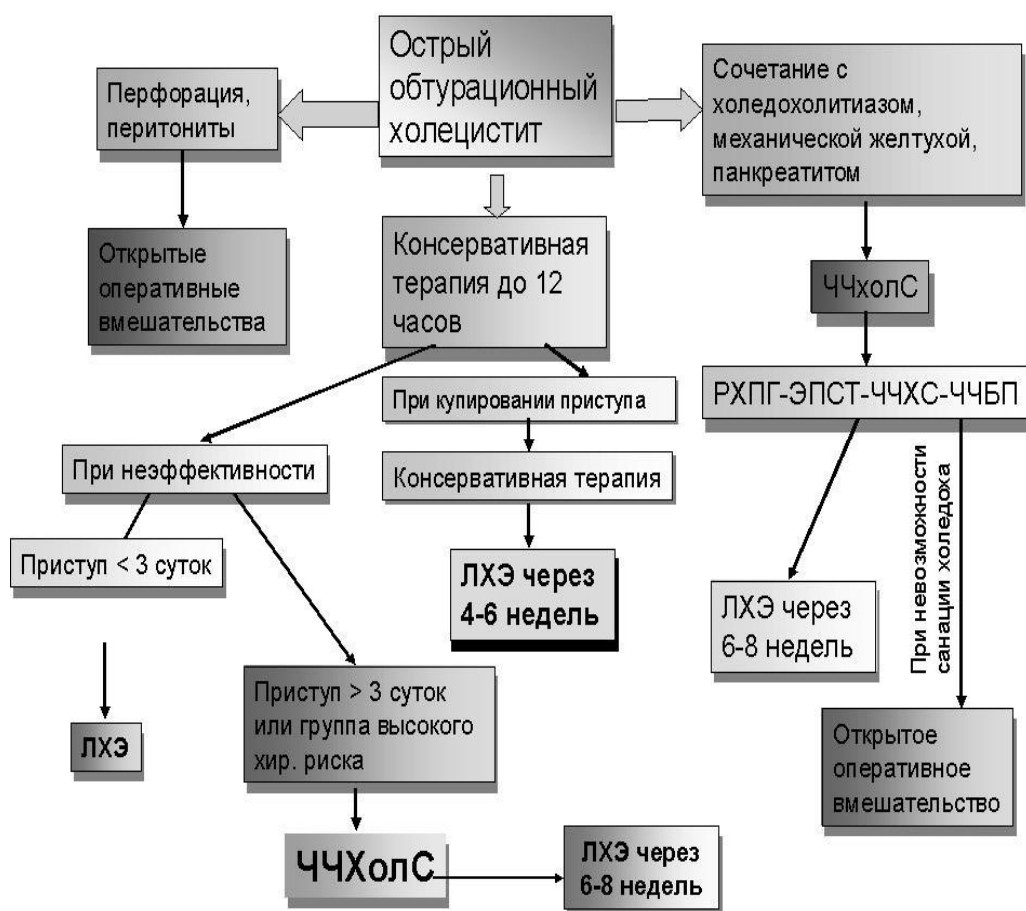 Острый
обтурационный
холецистит
Перфорация,
перитониты
Сочетание с
холедохолитиазом,
механической желтухой,
панкреатитом
Открытые
оперативные
вмешательства
Консервативная
терапия до 12
часов
ЧЧхолС
При купировании приступа
РХПГ-ЭПСТ-ЧЧХС-ЧЧБП
При неэффективности
Консервативная терапия
Приступ < 3 суток
ЛХЭ через
4-6 недель
ЛХЭ через
6-8 недель
При невозможности
санации холедоха
Приступ > 3 суток
или группа высокого
хир. риска
ЛХЭ
Открытое
оперативное
вмешательство
ЧЧХолС
ЛХЭ через
6-8 недель